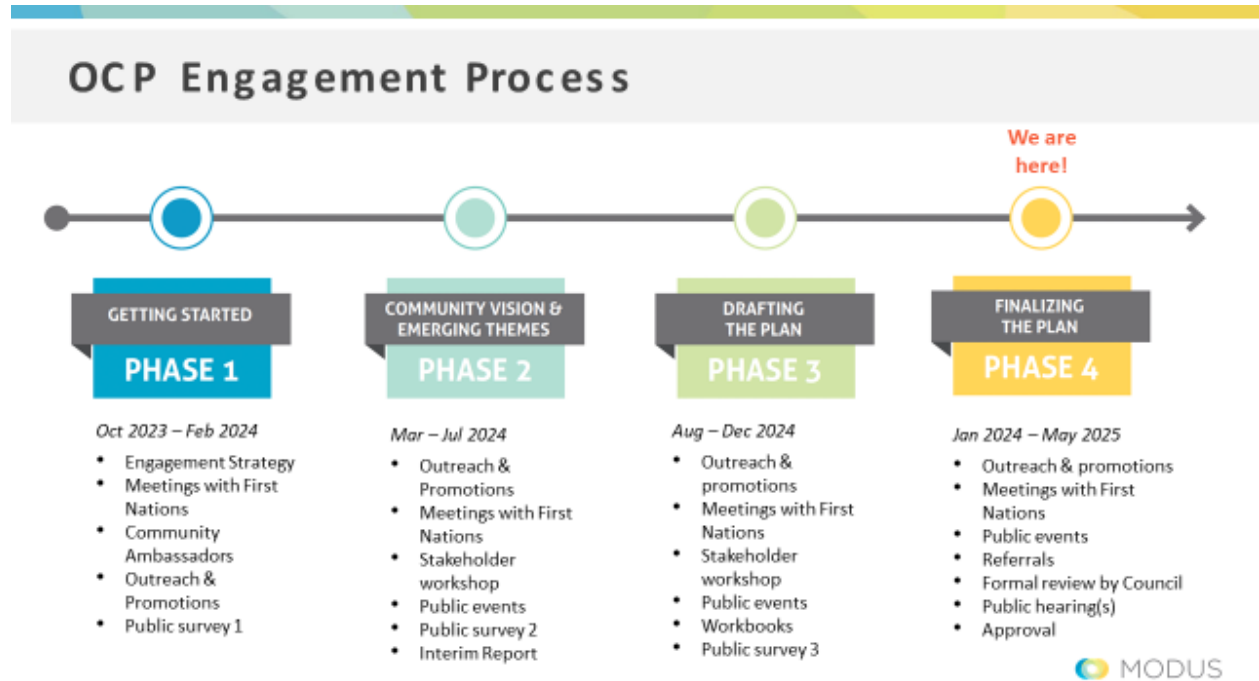 OCP Engagement Process
We are
here!
GETTING STARTED
PHASE 1
Oct 2023 – Feb 2024
• Engagement Strategy
• Meetings with First
Nations
• Community
Ambassadors
• Outreach &
Promotions
• Public survey 1
COMMUNITY VISION &
EMERGING THEMES
PHASE 2
Mar – Jul 2024
• Outreach &
Promotions
• Meetings with First
Nations
• Stakeholder
workshop
• Public events
• Public survey 2
• Interim Report
DRAFTING
THE PLAN
PHASE 3
Aug – Dec 2024
• Outreach &
promotions
• Meetings with First
Nations
• Stakeholder
workshop
• Public events
• Workbooks
• Public survey 3
FINALIZING
THE PLAN
PHASE 4
Jan 2024 – May 2025
• Outreach & promotions
• Meetings with First
Nations
• Public events
• Referrals
• Formal review by Council
• Public hearing(s)
• Approval
MODUS